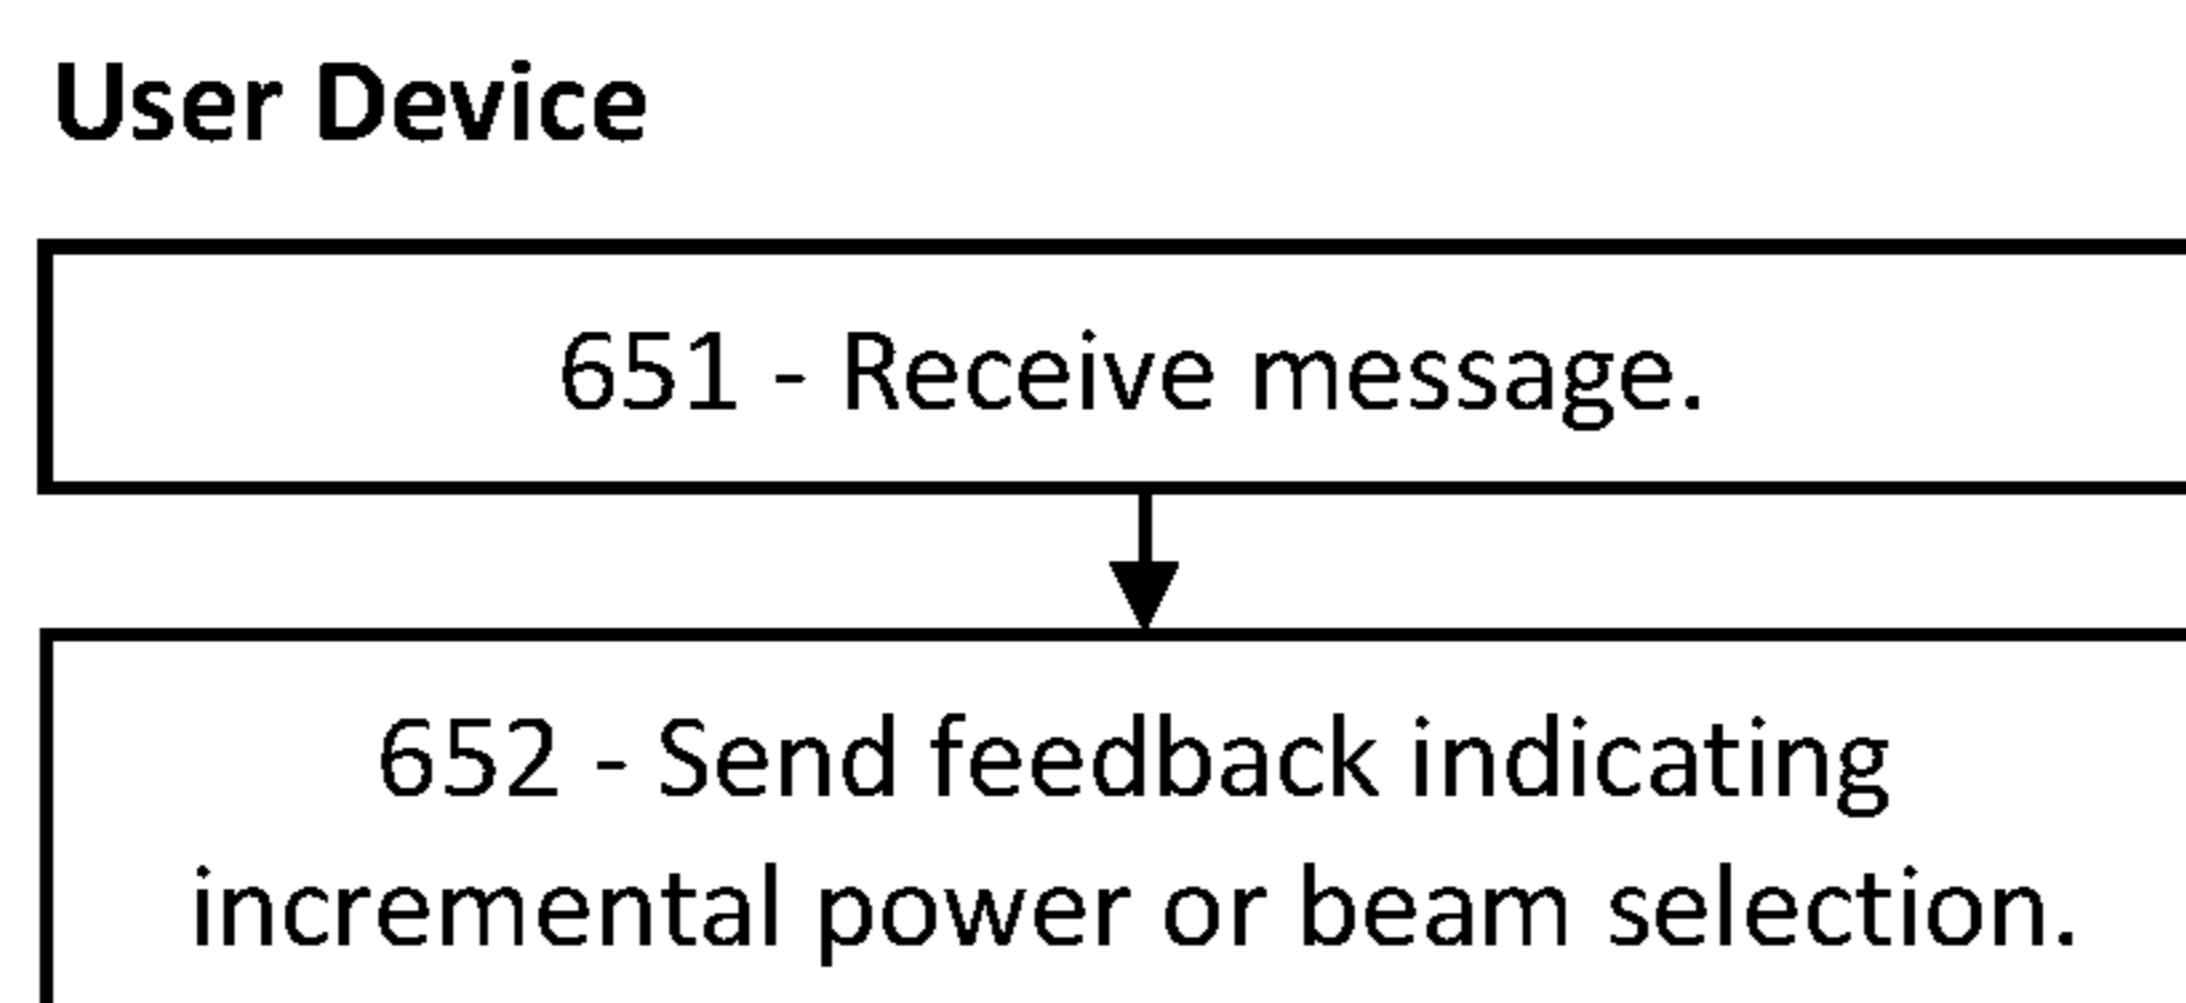 User Device
651 - Receive message.
652 - Send feedback indicating
incremental power or beam selection.